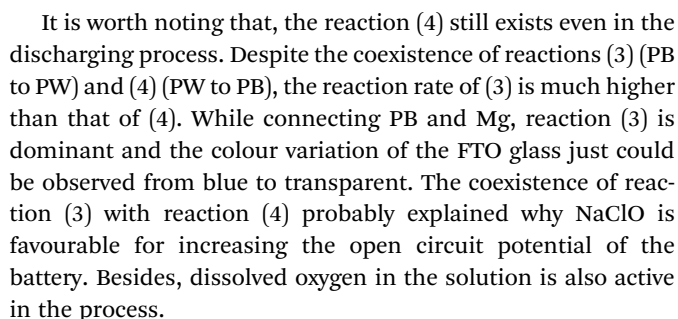 It is worth noting that, the reaction (4) still exists even in the
discharging process. Despite the coexistence of reactions (3) (PB
to PW) and (4) (PW to PB), the reaction rate of (3) is much higher
than that of (4). While connecting PB and Mg, reaction (3) is
dominant and the colour variation of the FTO glass just could
be observed from blue to transparent. The coexistence of reac-
tion (3) with reaction (4) probably explained why NaClO is
favourable for increasing the open circuit potential of the
battery. Besides, dissolved oxygen in the solution is also active
in the process.